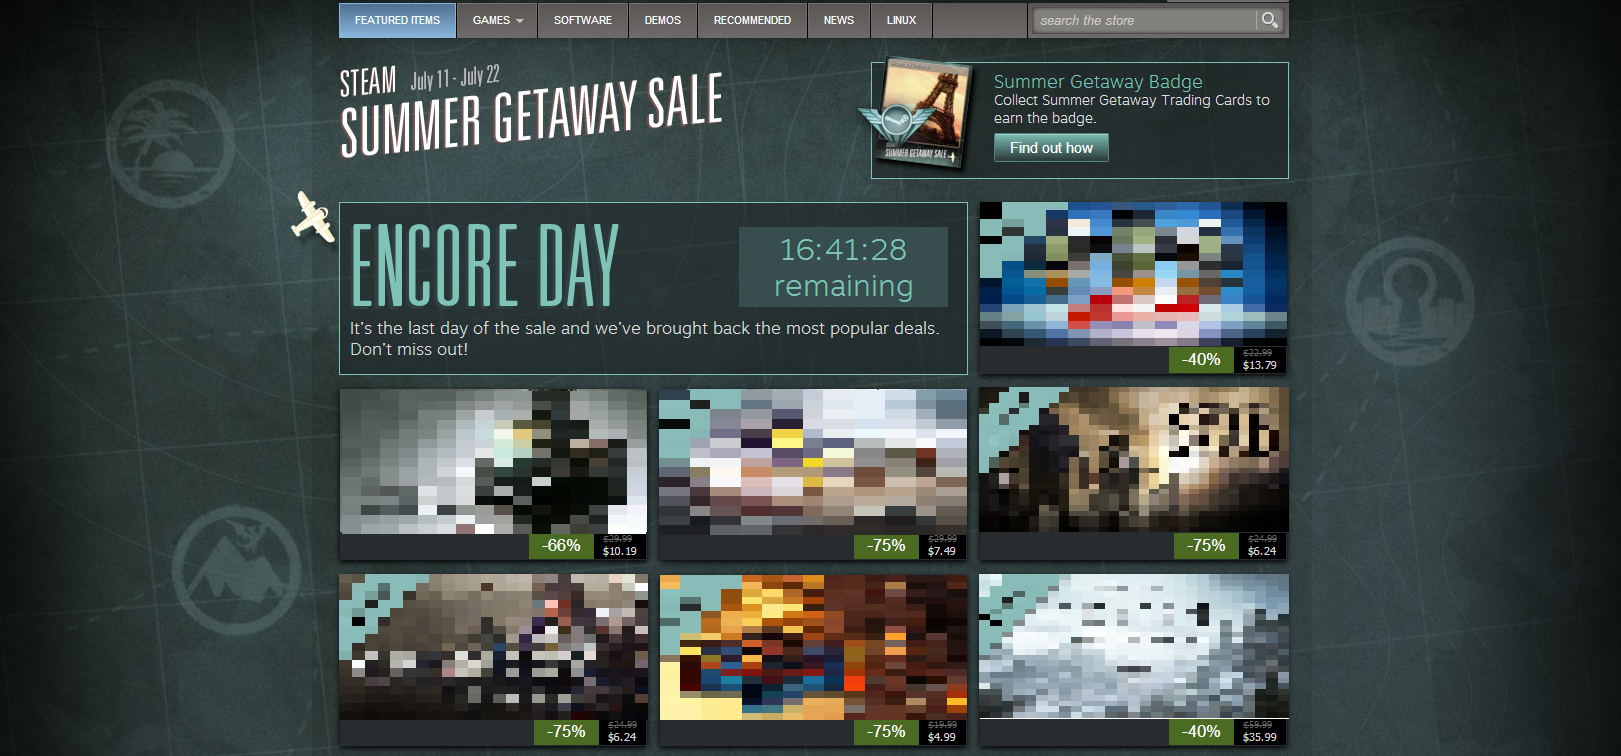 FEATURED ITEMS
GAMES
SOFTWARE
DEMOS
RECOMMENDED
NEWS
LINUX
search the store
STEAM July 11 - July 22
SUMMER GETAWAY SALE
SUMMER GETAWAY SALE
Summer Getaway Badge
Collect Summer Getaway Trading Cards to
earn the badge.
Find out how
ENCORE DAY
16:41:28
remaining
It's the last day of the sale and we've brought back the most popular deals.
Don't miss out!
-40%
$22.99
$13.79
-66%
$29.99
$10.19
-75%
$29.99
$7.49
-75%
$24.99
$6.24
-75%
$24.99
$6.24
-75%
$19.99
$4.99
-40%
$59.99
$35.99